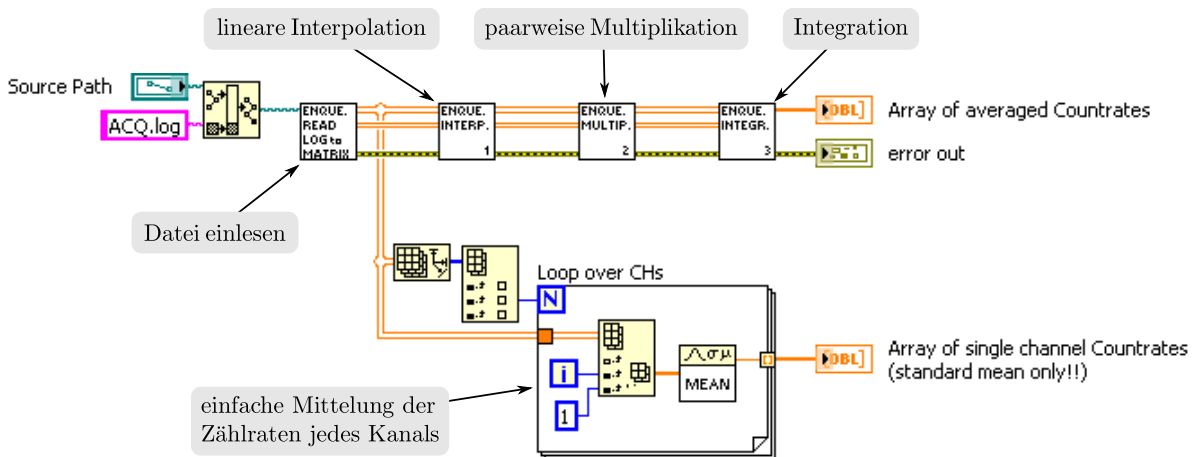 lineare Interpolation
paarweise Multiplikation
Integration
Source Path
ACQ.log
ENQUE.
READ
LOG to
MATRIX
ENQUE.
INTERP.
1
ENQUE.
MULTIP.
2
ENQUE.
INTEGR.
3
DBL]
Array of averaged Countrates
error out
Datei einlesen
Loop over CHs
N
i
1
MEAN
σμ
DBL]
Array of single channel Countrates
(standard mean only!!)
einfache Mittelung der
Zählraten jedes Kanals